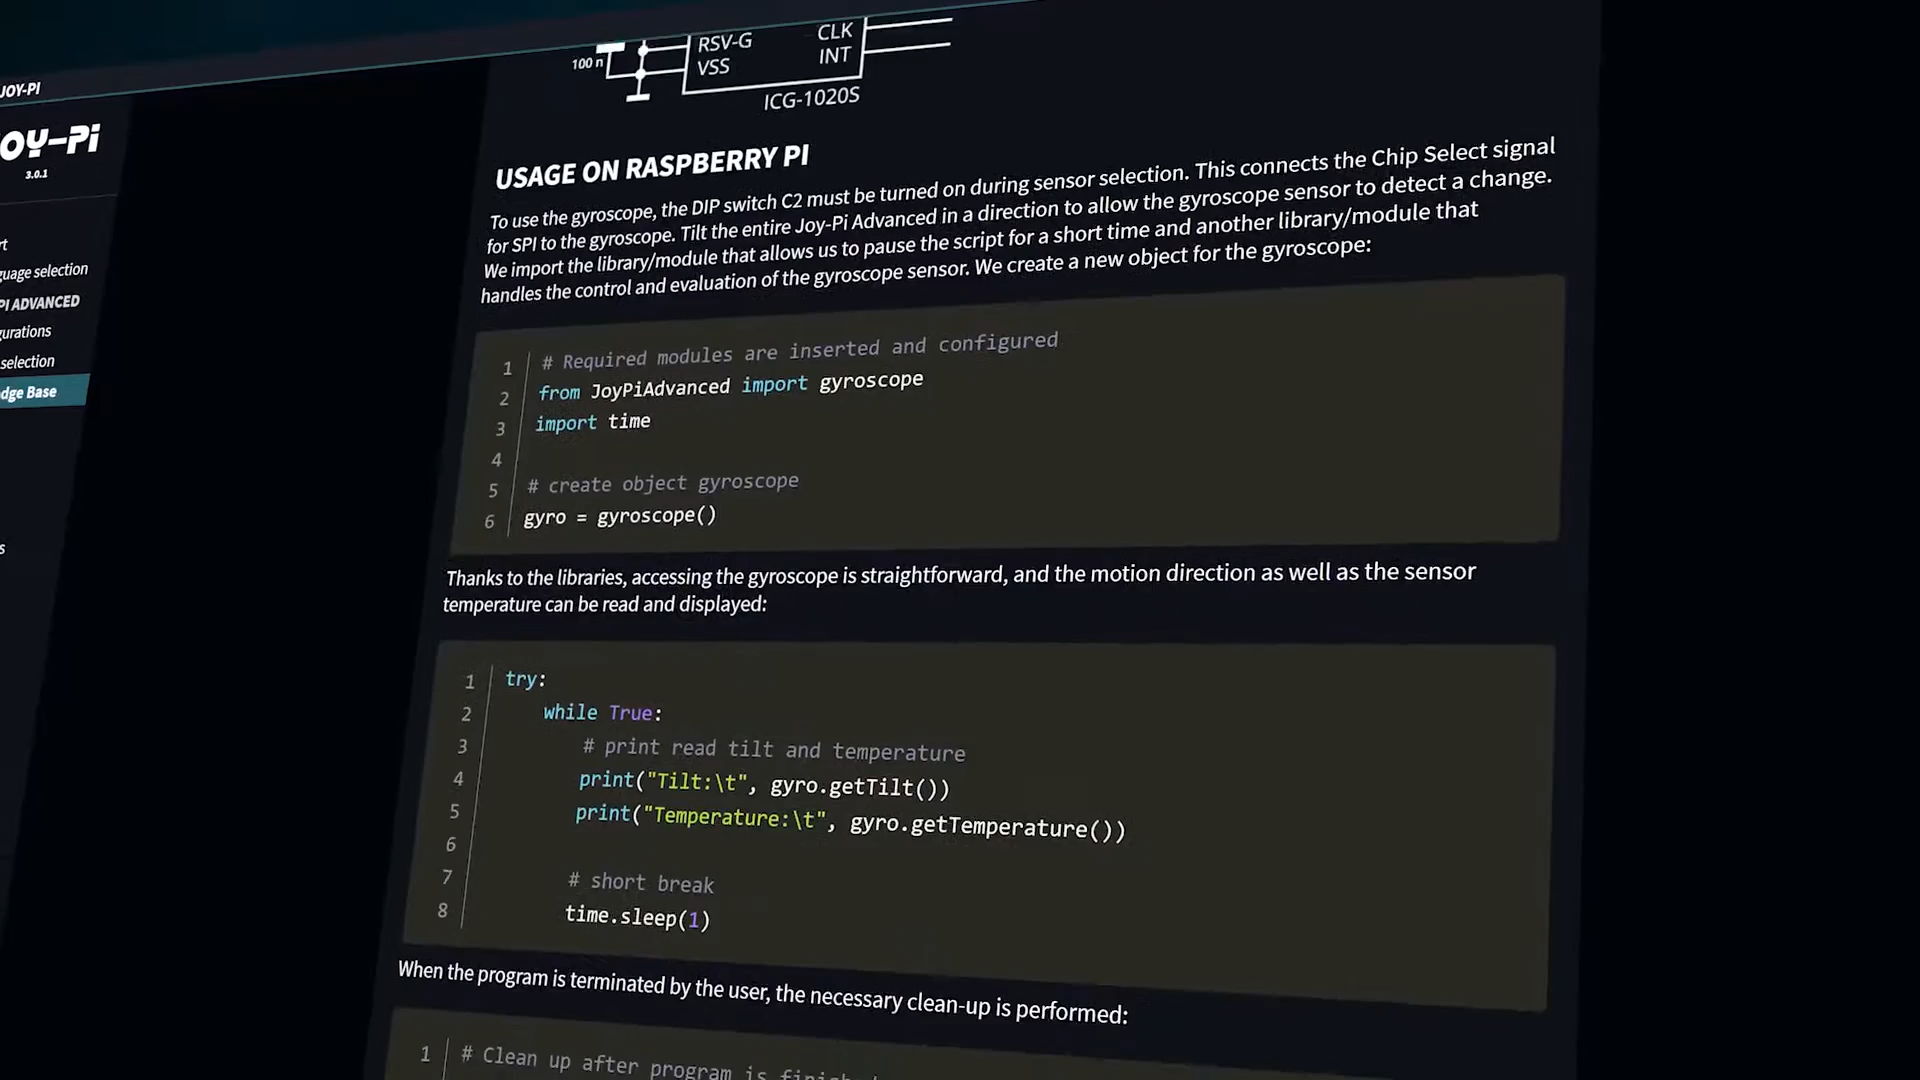 100 n
RSV-G
CLK
VSS
INT
ICG-1020S
JOY-PI
OY-Pi
3.0.1
guage selection
PI ADVANCED
gurations
selection
dge Base
USAGE ON RASPBERRY PI
To use the gyroscope, the DIP switch C2 must be turned on during sensor selection. This connects the Chip Select signal
for SPI to the gyroscope. Tilt the entire Joy-Pi Advanced in a direction to allow the gyroscope sensor to detect a change.
We import the library/module that allows us to pause the script for a short time and another library/module that
handles the control and evaluation of the gyroscope sensor. We create a new object for the gyroscope:
1 # Required modules are inserted and configured
2 from JoyPiAdvanced import gyroscope
3 import time
4
5 # create object gyroscope
6 gyro = gyroscope()
Thanks to the libraries, accessing the gyroscope is straightforward, and the motion direction as well as the sensor
temperature can be read and displayed:
1 try:
2 while True:
3 # print read tilt and temperature
4 print("Tilt:\t", gyro.getTilt())
5 print("Temperature:\t", gyro.getTemperature())
6
7 # short break
8 time.sleep(1)
When the program is terminated by the user, the necessary clean-up is performed:
1 # Clean up after program is finish